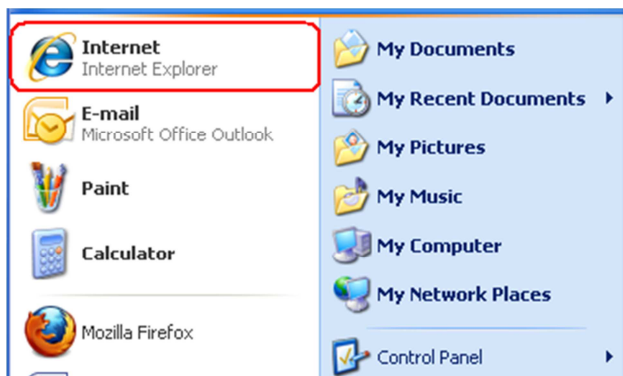 Internet
Internet Explorer
E-mail
Microsoft Office Outlook
Paint
Calculator
Mozilla Firefox
My Documents
My Recent Documents
My Pictures
My Music
My Computer
My Network Places
Control Panel